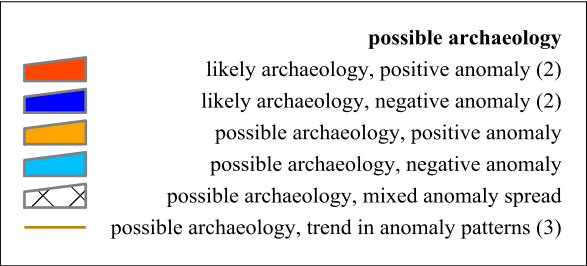 possible archaeology
likely archaeology, positive anomaly (2)
likely archaeology, negative anomaly (2)
possible archaeology, positive anomaly
possible archaeology, negative anomaly
possible archaeology, mixed anomaly spread
possible archaeology, trend in anomaly patterns (3)